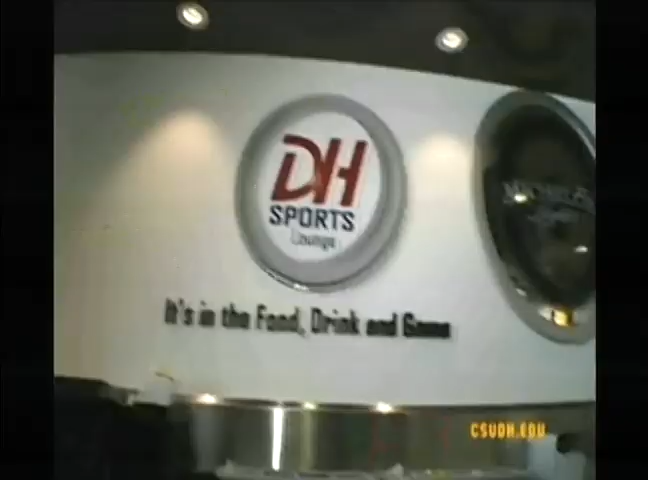 DH
SPORTS
Lounge
It's in the Food, Drink and Game
CSUDH.EDU